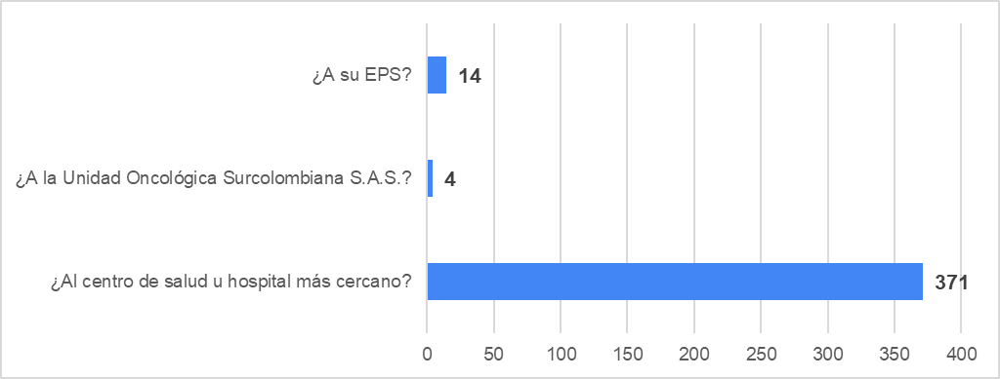 ¿A su EPS?
14
¿A la Unidad Oncológica Surcolombiana S.A.S.?
4
¿Al centro de salud u hospital más cercano?
371
0 50 100 150 200 250 300 350 400